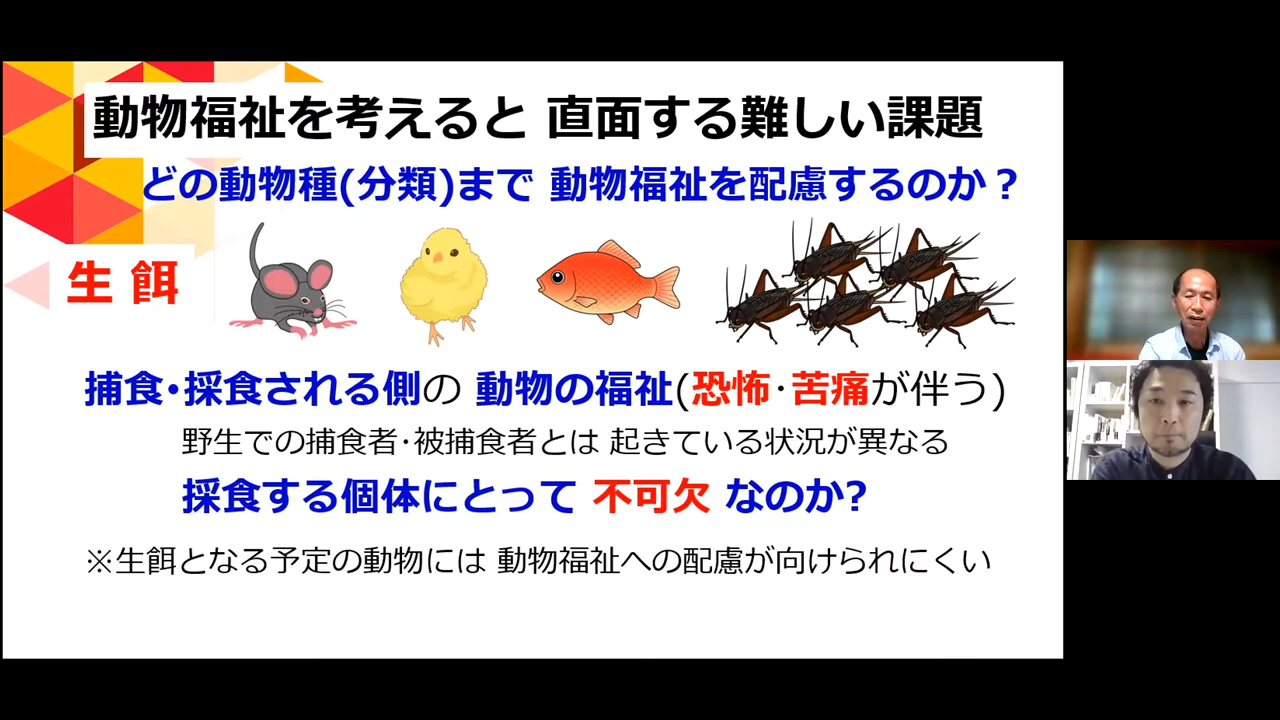 動物福祉を考えると 直面する難しい課題
どの動物種(分類)まで 動物福祉を配慮するのか？
生 餌
捕食・採食される側の 動物の福祉(恐怖・苦痛が伴う)
野生での捕食者・被捕食者とは 起きている状況が異なる
採食する個体にとって 不可欠 なのか?
※生餌となる予定の動物には 動物福祉への配慮が向けられにくい